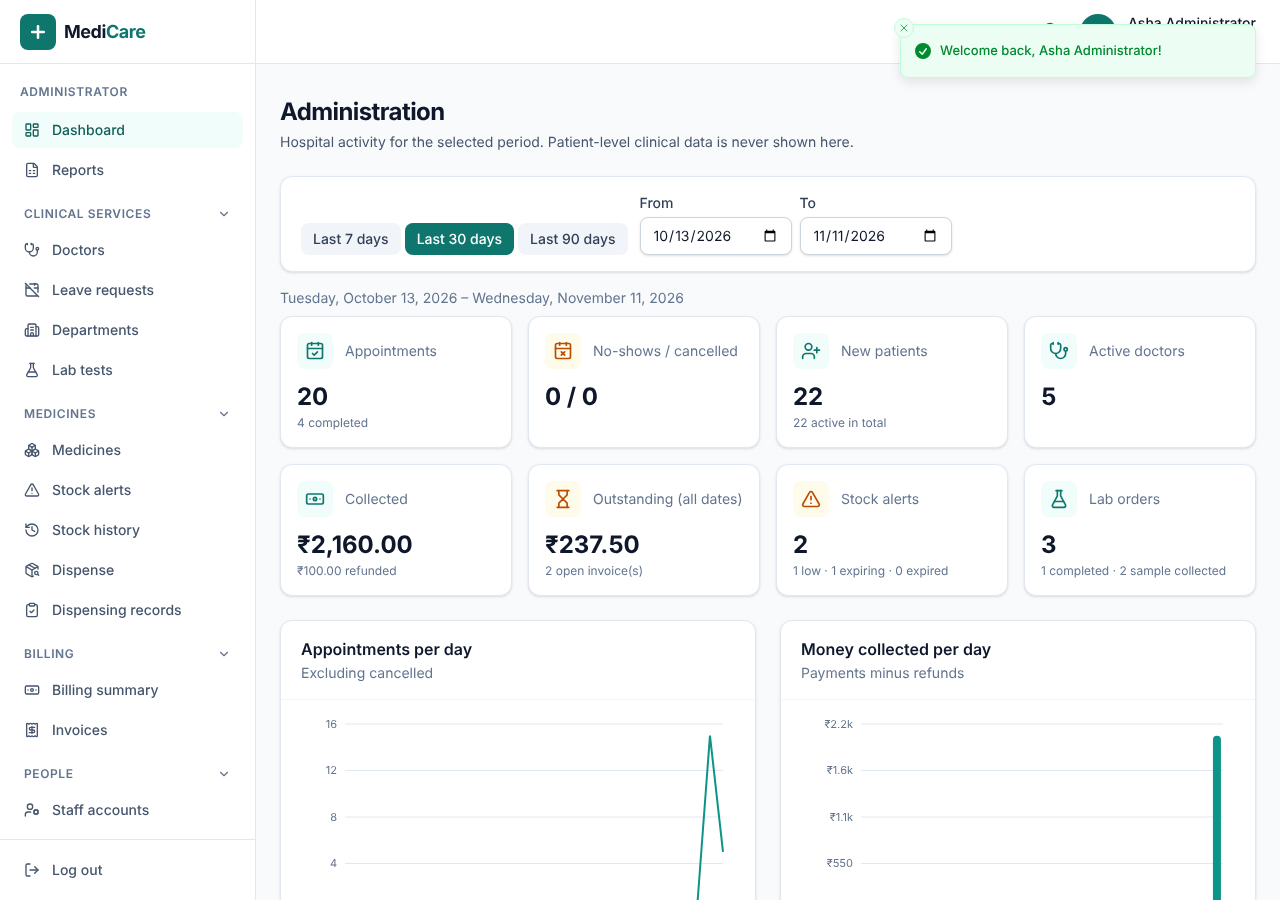 MediCare
Asha Administrator
Welcome back, Asha Administrator!
ADMINISTRATOR
Dashboard
Reports
CLINICAL SERVICES
Doctors
Leave requests
Departments
Lab tests
MEDICINES
Medicines
Stock alerts
Stock history
Dispense
Dispensing records
BILLING
Billing summary
Invoices
PEOPLE
Staff accounts
Log out
Administration
Hospital activity for the selected period. Patient-level clinical data is never shown here.
From
To
Last 7 days
Last 30 days
Last 90 days
10/13/2026
11/11/2026
Tuesday, October 13, 2026 – Wednesday, November 11, 2026
Appointments
20
4 completed
No-shows / cancelled
0 / 0
New patients
22
22 active in total
Active doctors
5
Collected
₹2,160.00
₹100.00 refunded
Outstanding (all dates)
₹237.50
2 open invoice(s)
Stock alerts
2
1 low · 1 expiring · 0 expired
Lab orders
3
1 completed · 2 sample collected
Appointments per day
Excluding cancelled
16
12
8
4
Money collected per day
Payments minus refunds
₹2.2k
₹1.6k
₹1.1k
₹550